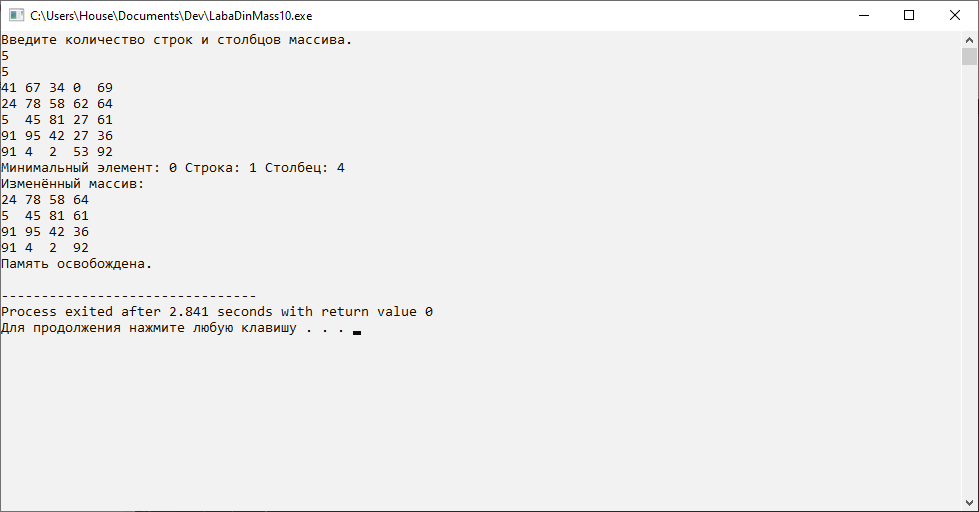 C:\Users\House\Documents\Dev\LabaDinMass10.exe
Введите количество строк и столбцов массива.
5
5
41 67 34 0  69
24 78 58 62 64
5  45 81 27 61
91 95 42 27 36
91 4  2  53 92
Минимальный элемент: 0 Строка: 1 Столбец: 4
Изменённый массив:
24 78 58 64
5  45 81 61
91 95 42 36
91 4  2  92
Память освобождена.
--------------------------------
Process exited after 2.841 seconds with return value 0
Для продолжения нажмите любую клавишу . . .